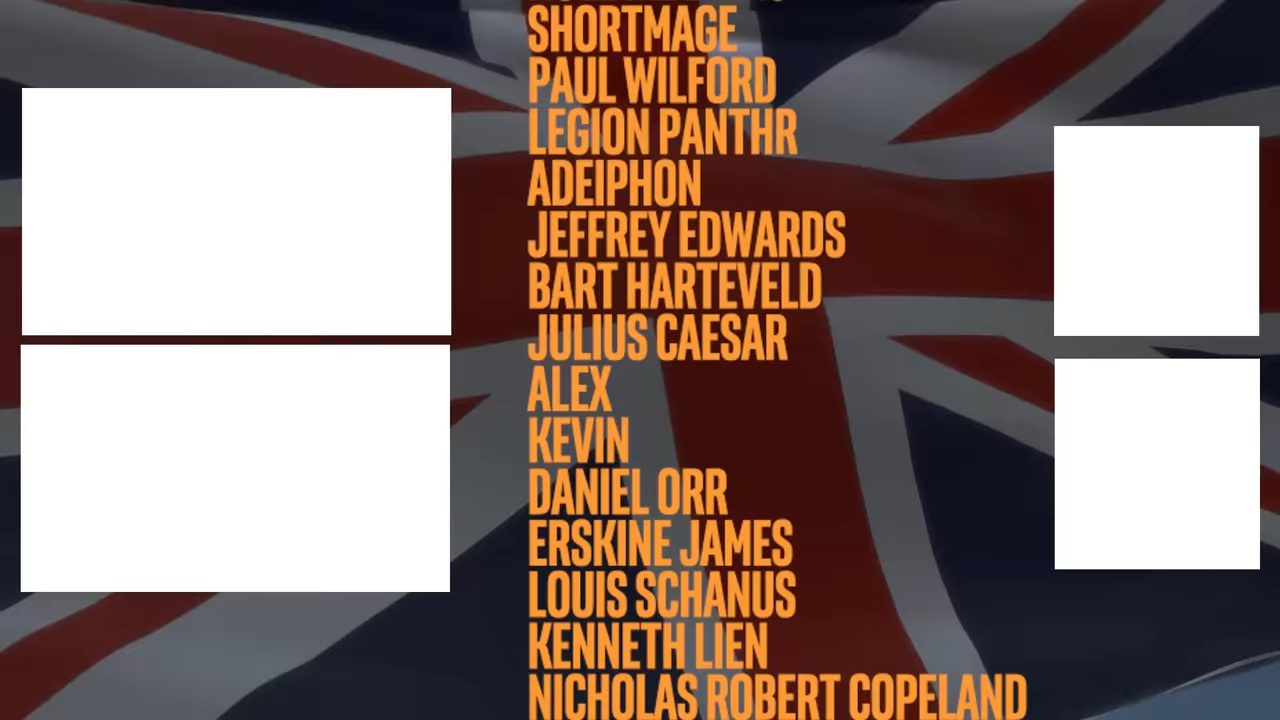 SHORTMAGE
PAUL WILFORD
LEGION PANTHR
ADEIPHON
JEFFREY EDWARDS
BART HARTEVELD
JULIUS CAESAR
ALEX
KEVIN
DANIEL ORR
ERSKINE JAMES
LOUIS SCHANUS
KENNETH LIEN
NICHOLAS ROBERT COPELAND